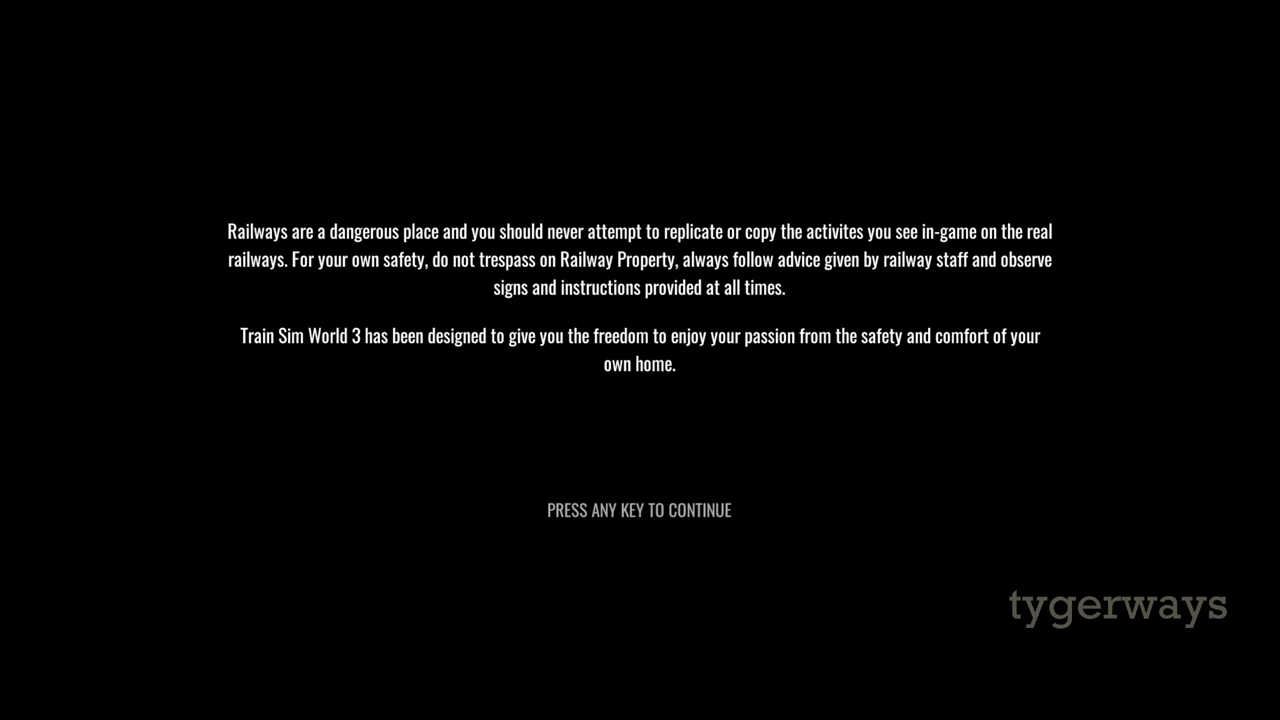 Railways are a dangerous place and you should never attempt to replicate or copy the activites you see in-game on the real
railways. For your own safety, do not trespass on Railway Property, always follow advice given by railway staff and observe
signs and instructions provided at all times.
Train Sim World 3 has been designed to give you the freedom to enjoy your passion from the safety and comfort of your
own home.
PRESS ANY KEY TO CONTINUE
tygerways